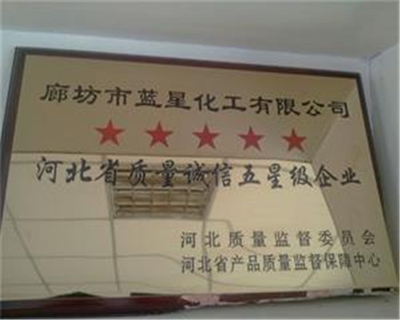 廊坊市蓝星化工有限公司
河北省质量诚信五星级企业
河北质量监督委员会
河北省产品质量监督保障中心